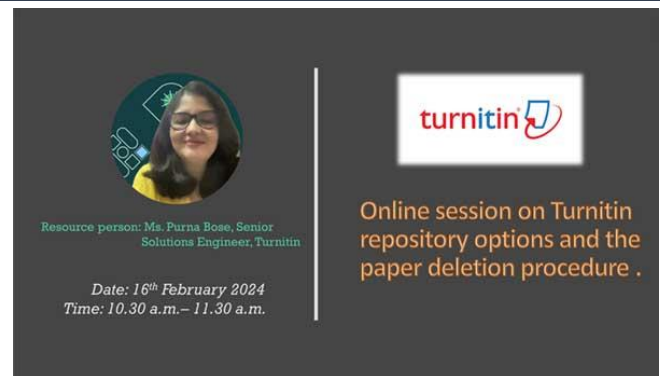 Resource person: Ms. Purna Bose, Senior
Solutions Engineer, Turnitin
Date: 16th February 2024
Time: 10.30 a.m.– 11.30 a.m.
turnitin
Online session on Turnitin
repository options and the
paper deletion procedure .